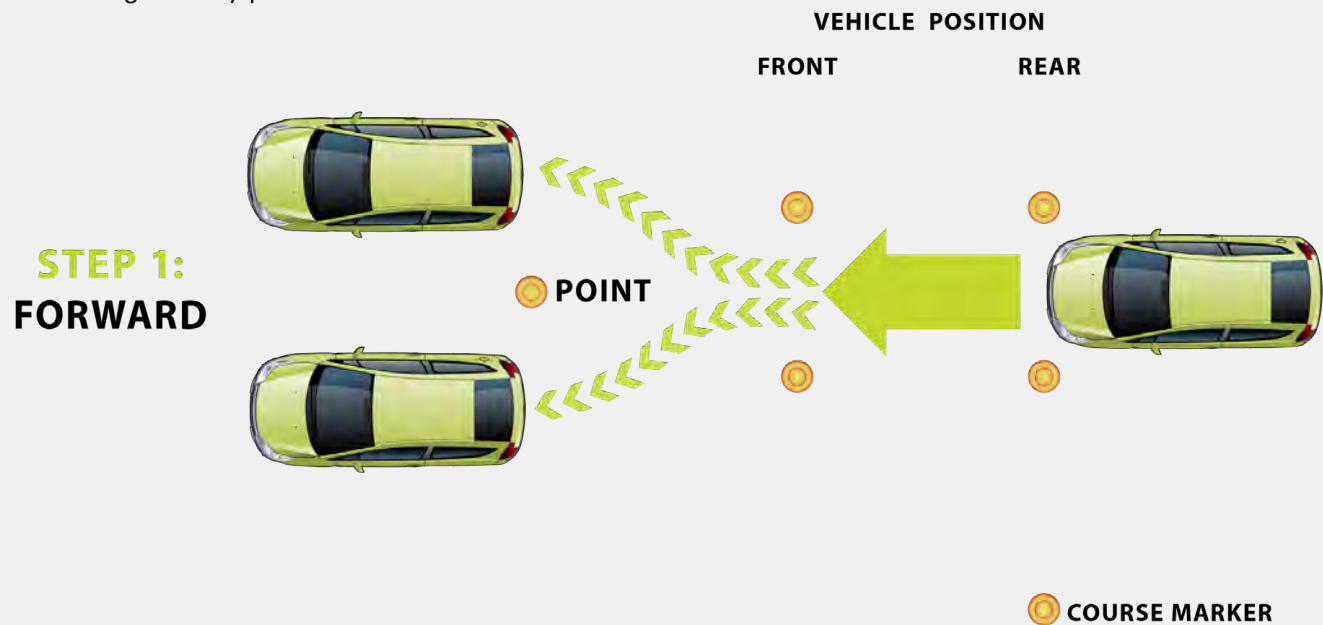 VEHICLE POSITION
FRONT REAR
STEP 1:
FORWARD
POINT
COURSE MARKER